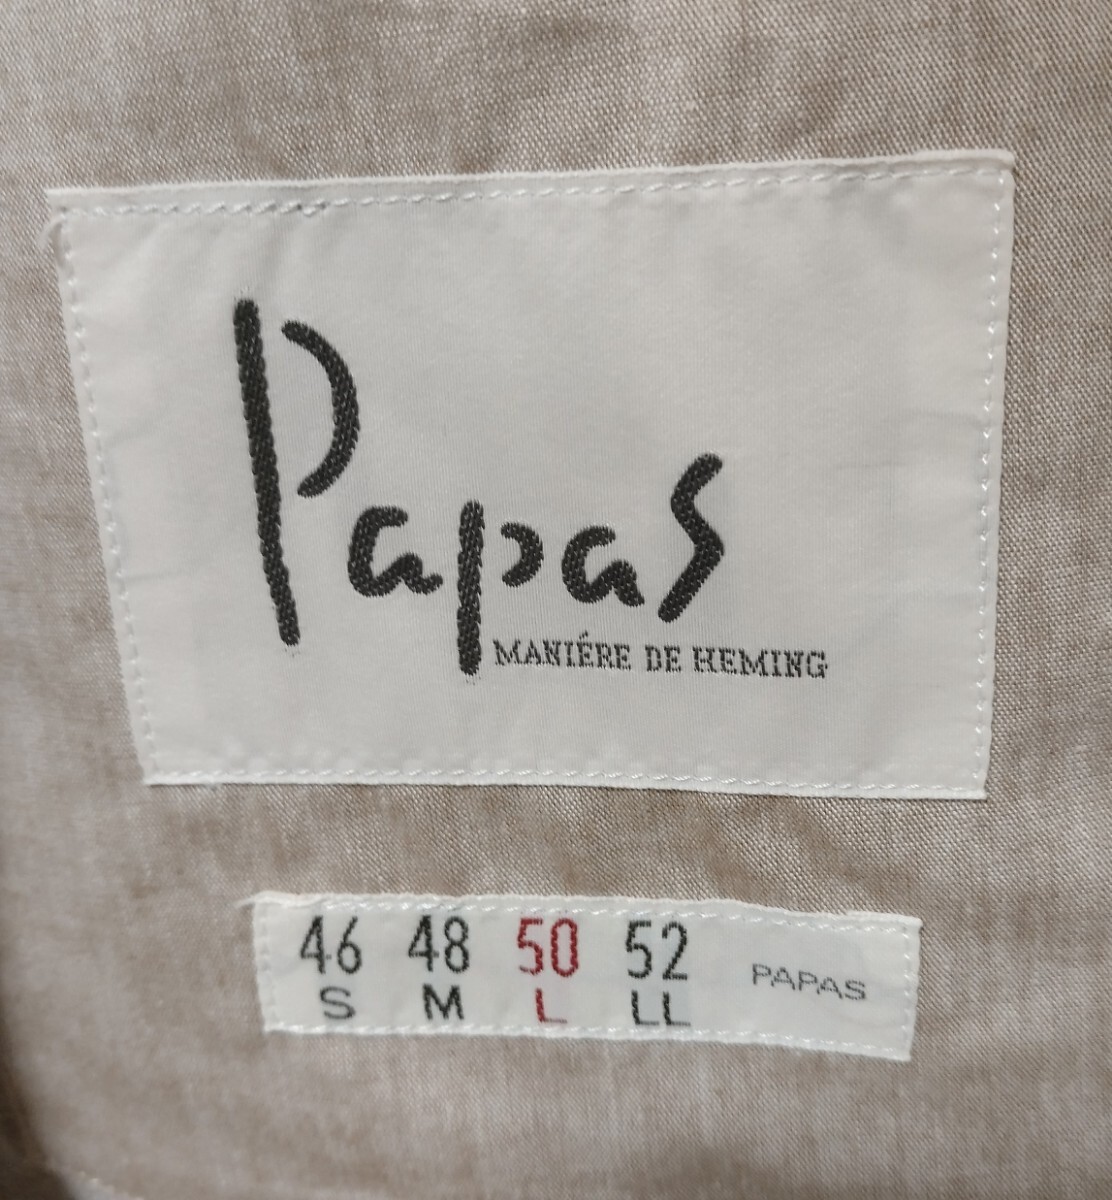 Papas
MANIÉRE DE HEMING
46 48 50 52 PAPAS
S M L LL